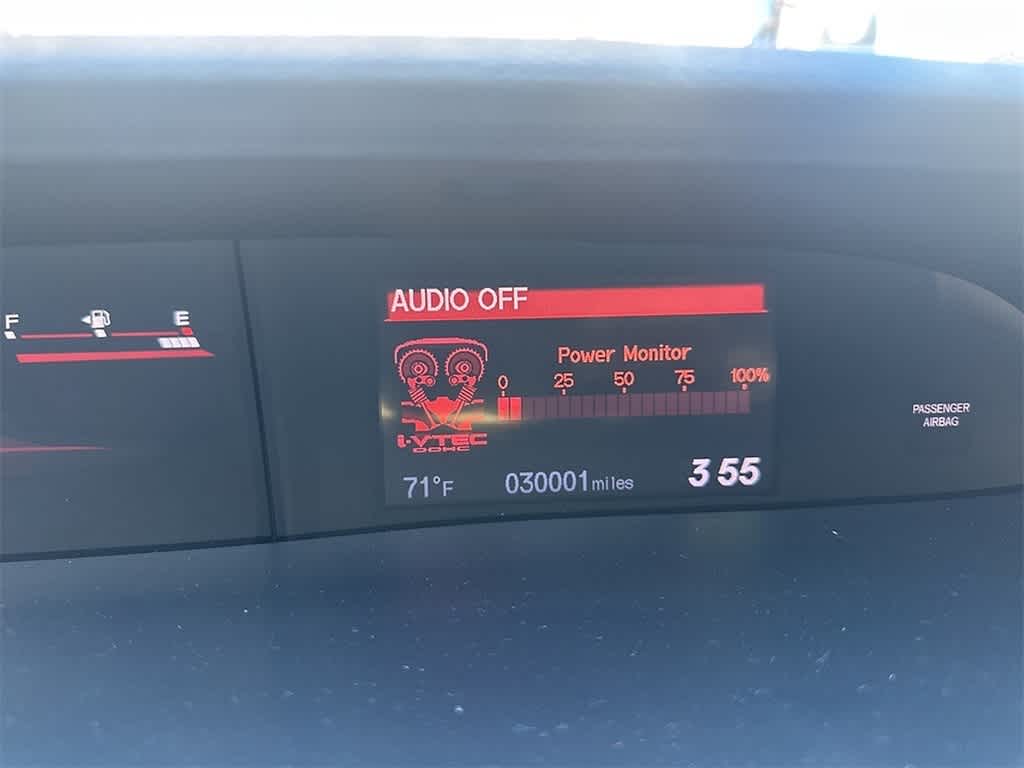 AUDIO OFF
F E
Power Monitor
0 25 50 75 100%
i-VTEC
DOHC
PASSENGER
AIRBAG
71°F 030001 miles 3 55